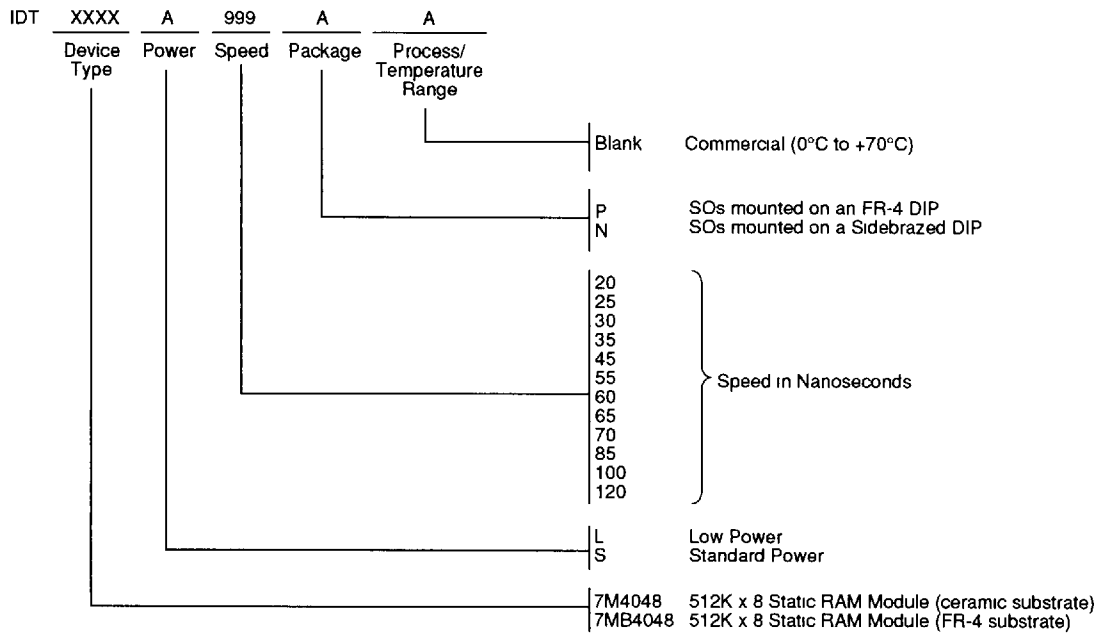 IDT XXXX A 999 A A
Device Type Power Speed Package Process/ Temperature Range
Blank Commercial (0°C to +70°C)
P SOs mounted on an FR-4 DIP
N SOs mounted on a Sidebrazed DIP
20
25
30
35
45
55
60
65
70
85
100
120
Speed in Nanoseconds
L Low Power
S Standard Power
7M4048 512K x 8 Static RAM Module (ceramic substrate)
7MB4048 512K x 8 Static RAM Module (FR-4 substrate)